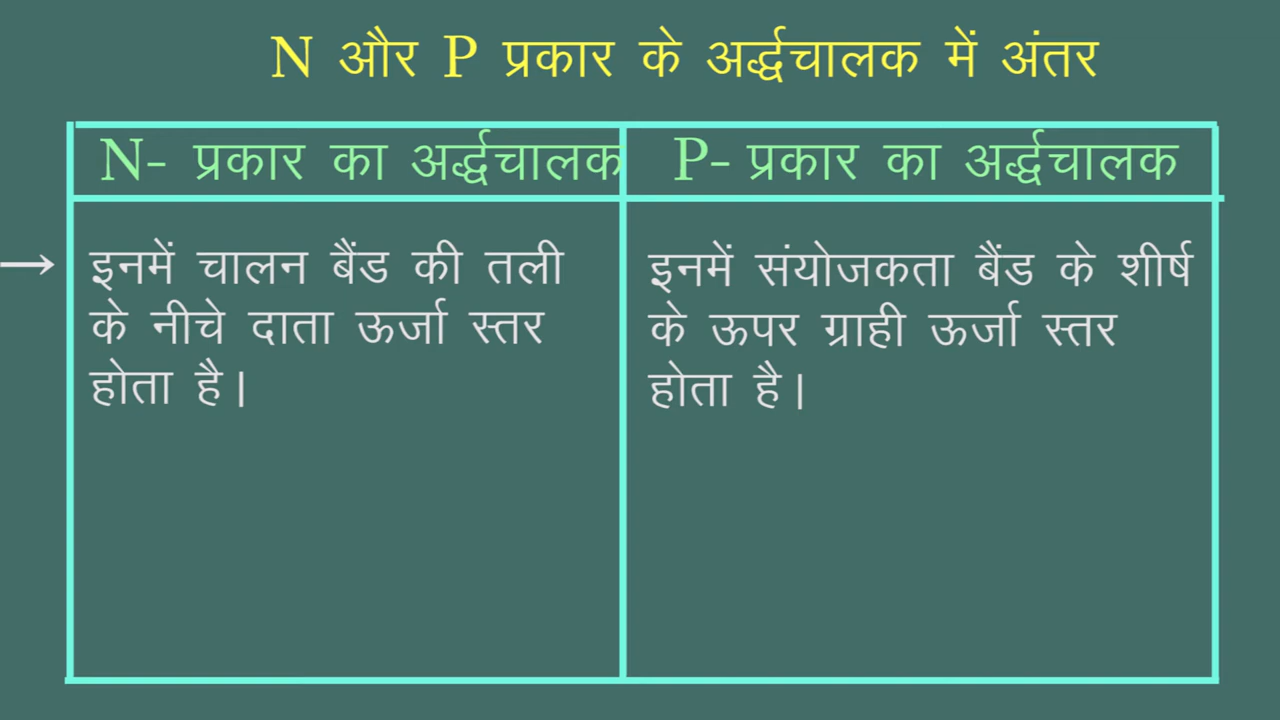 N और P प्रकार के अर्द्धचालक में अंतर
N- प्रकार का अर्द्धचालक
P- प्रकार का अर्द्धचालक
→ इनमें चालन बैंड की तली
के नीचे दाता ऊर्जा स्तर
होता है।
इनमें संयोजकता बैंड के शीर्ष
के ऊपर ग्राही ऊर्जा स्तर
होता है।